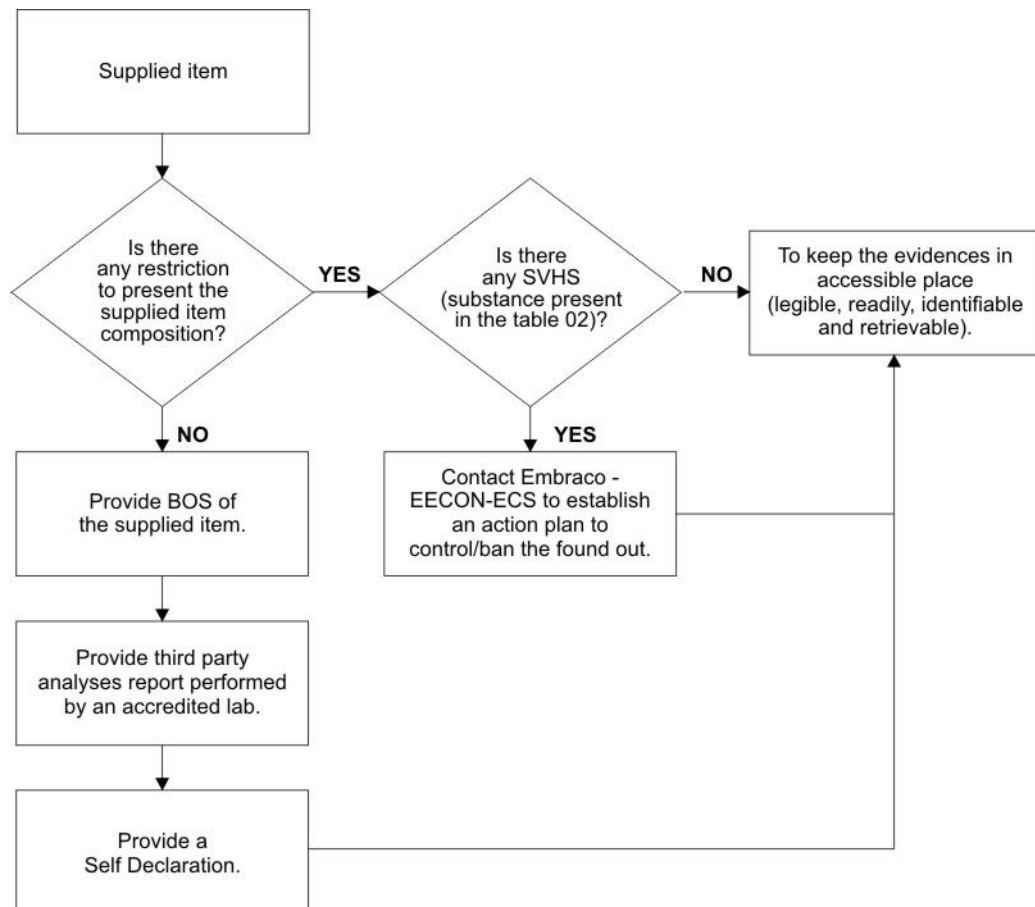 Supplied item
Is there
any restriction
to present the
supplied item
composition?
YES
NO
Is there
any SVHS
(substance present
in the table 02)?
NO
YES
To keep the evidences in
accessible place
(legible, readily, identifiable
and retrievable).
Provide BOS of
the supplied item.
Contact Embraco -
EECON-ECS to establish
an action plan to
control/ban the found out.
Provide third party
analyses report performed
by an accredited lab.
Provide a
Self Declaration.